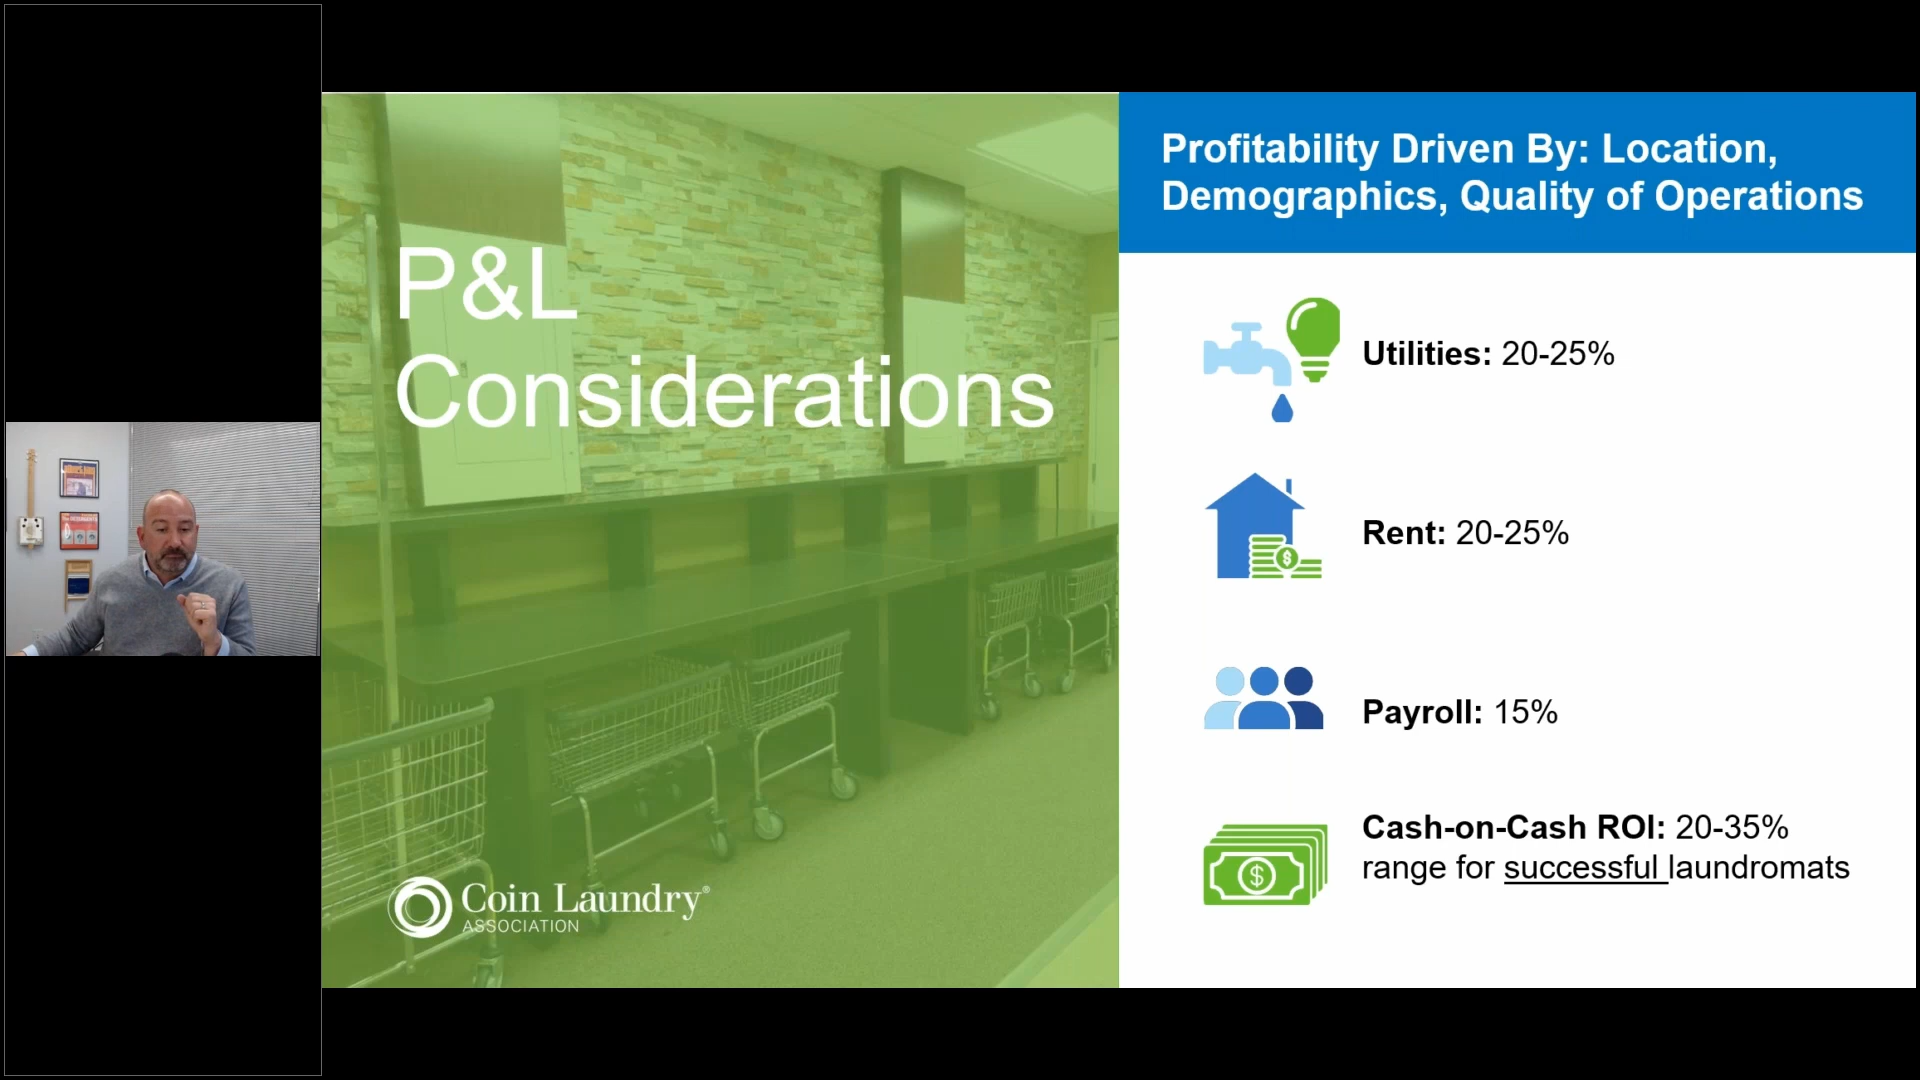 P&L
Considerations
Coin Laundry®
ASSOCIATION
Profitability Driven By: Location,
Demographics, Quality of Operations
Utilities: 20-25%
Rent: 20-25%
Payroll: 15%
Cash-on-Cash ROI: 20-35%
range for successful laundromats